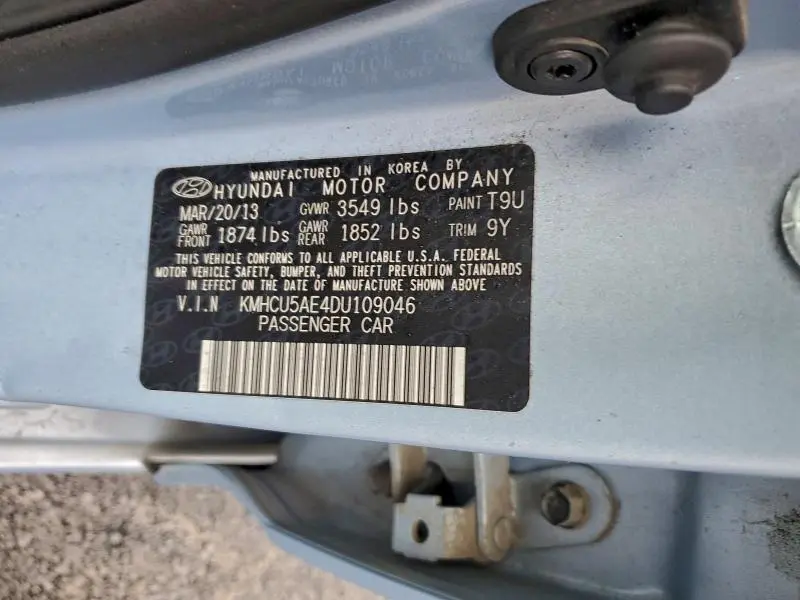 MANUFACTURED IN KOREA BY
HYUNDAI MOTOR COMPANY
MAR/20/13 GVWR 3549 lbs PAINT T9U
GAWR FRONT 1874 lbs GAWR REAR 1852 lbs TRIM 9Y
THIS VEHICLE CONFORMS TO ALL APPLICABLE U.S.A. FEDERAL
MOTOR VEHICLE SAFETY, BUMPER, AND THEFT PREVENTION STANDARDS
IN EFFECT ON THE DATE OF MANUFACTURE SHOWN ABOVE
V.I.N KMHCU5AE4DU109046
PASSENGER CAR